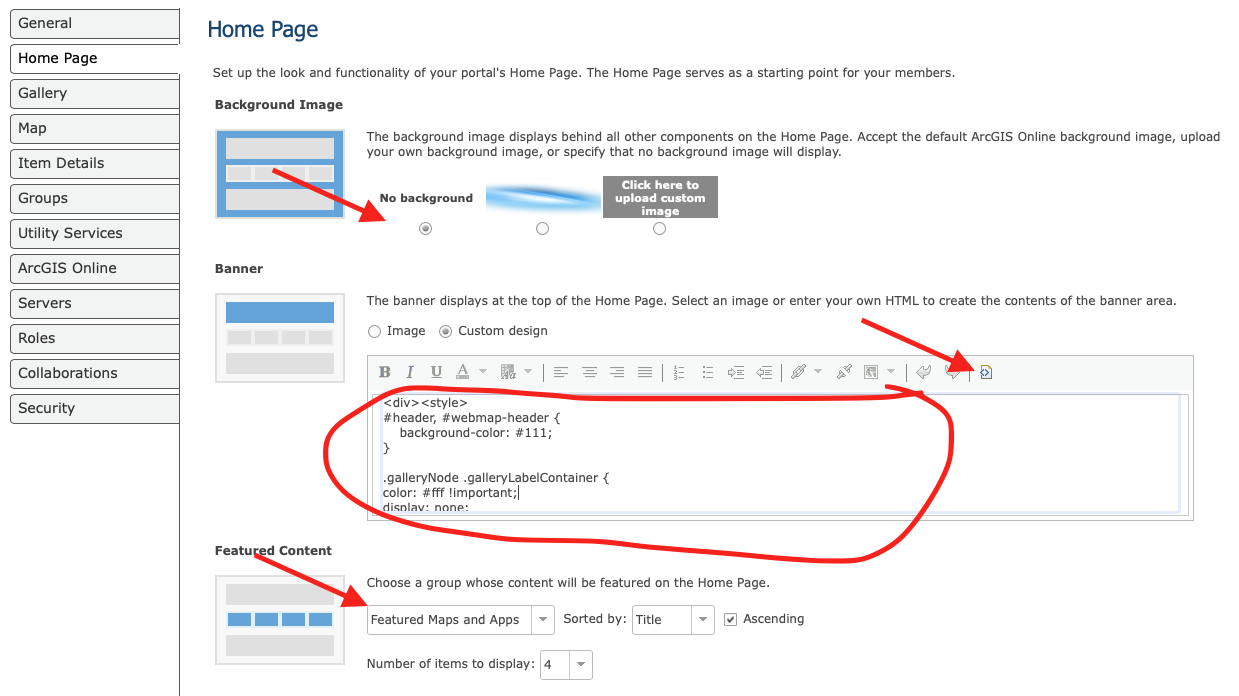 General
Home Page
Gallery
Map
Item Details
Groups
Utility Services
ArcGIS Online
Servers
Roles
Collaborations
Security
Home Page
Set up the look and functionality of your portal's Home Page. The Home Page serves as a starting point for your members.
Background Image
The background image displays behind all other components on the Home Page. Accept the default ArcGIS Online background image, upload
your own background image, or specify that no background image will display.
No background
Click here to
upload custom
image
Banner
The banner displays at the top of the Home Page. Select an image or enter your own HTML to create the contents of the banner area.
Image Custom design
B I U A
<div><style>
#header, #webmap-header {
background-color: #111;
}
.galleryNode .galleryLabelContainer {
color: #fff !important;
display: none;
Featured Content
Choose a group whose content will be featured on the Home Page.
Featured Maps and Apps Sorted by: Title Ascending
Number of items to display: 4